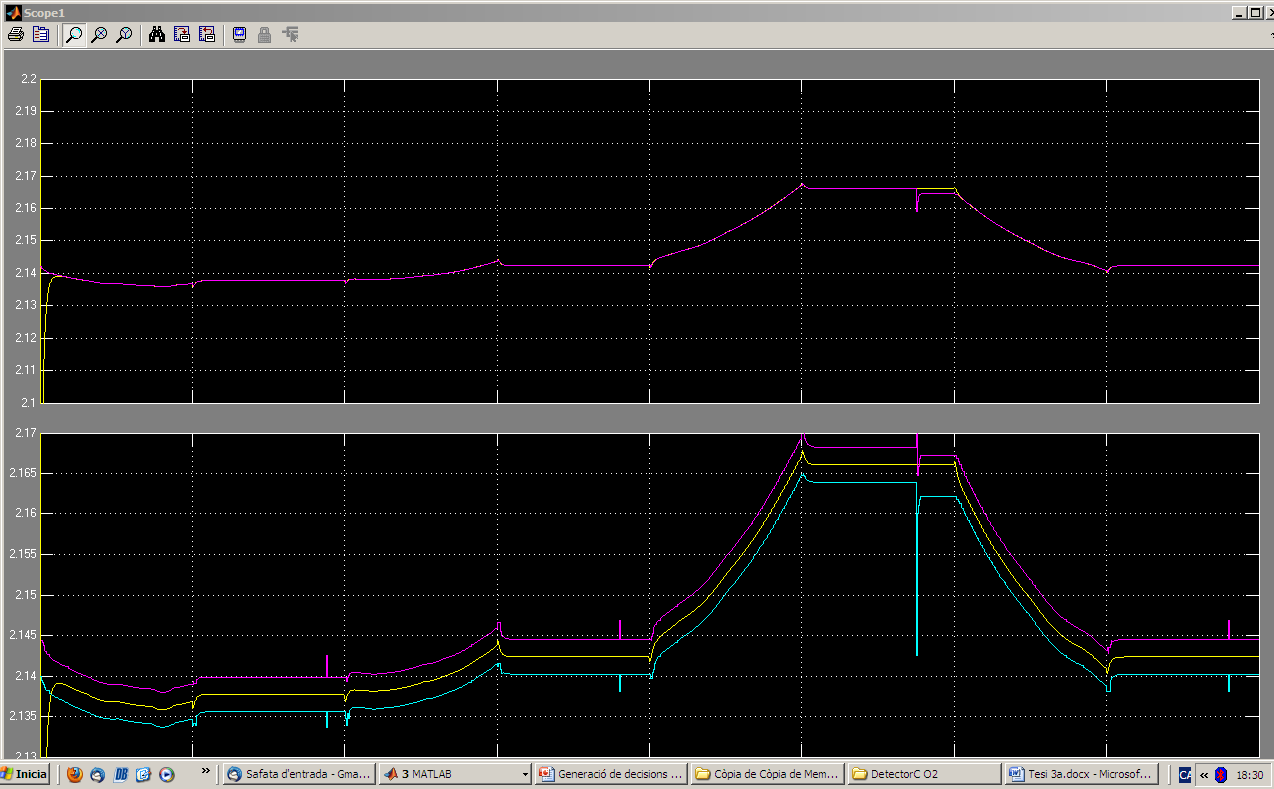 Scope1
2.2
2.19
2.18
2.17
2.16
2.15
2.14
2.13
2.12
2.11
2.1
2.17
2.165
2.16
2.155
2.15
2.145
2.14
2.135
2.13
Inicia
DB
»
Safata d'entrada - Gma...
3 MATLAB
Generació de decisions ...
Còpia de Còpia de Mem...
DetectorC O2
Tesi 3a.docx - Microsof...
CA
«
18:30